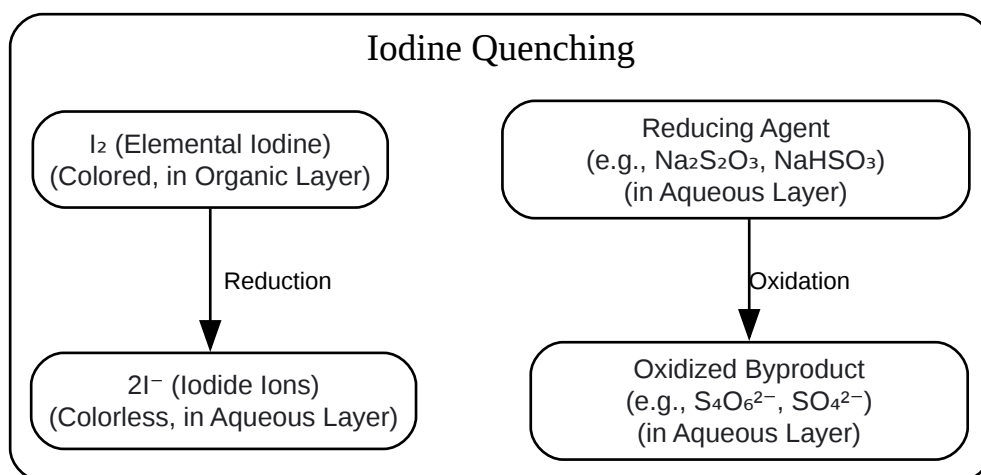 Iodine Quenching
I₂ (Elemental Iodine)
(Colored, in Organic Layer)
Reduction
2I⁻ (Iodide Ions)
(Colorless, in Aqueous Layer)
Reducing Agent
(e.g., Na₂S₂O₃, NaHSO₃)
(in Aqueous Layer)
Oxidation
Oxidized Byproduct
(e.g., S₄O₆²⁻, SO₄²⁻)
(in Aqueous Layer)